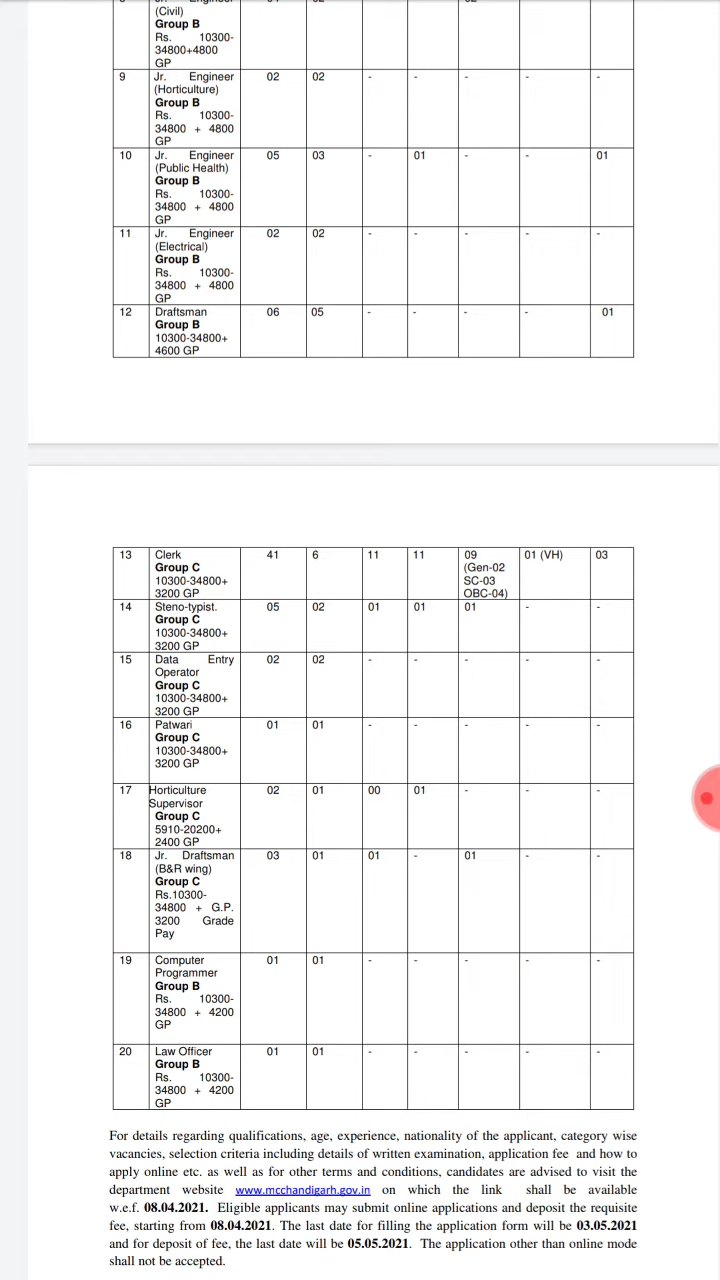 (Civil)
Group B
Rs. 10300-
34800+4800
GP
9 Jr. Engineer 02 02 - - - - -
(Horticulture)
Group B
Rs. 10300-
34800 + 4800
GP
10 Jr. Engineer 05 03 - 01 - - 01
(Public Health)
Group B
Rs. 10300-
34800 + 4800
GP
11 Jr. Engineer 02 02 - - - - -
(Electrical)
Group B
Rs. 10300-
34800 + 4800
GP
12 Draftsman 06 05 - - - - 01
Group B
10300-34800+
4600 GP
13 Clerk 41 6 11 11 09 01 (VH) 03
Group C (Gen-02
10300-34800+ SC-03
3200 GP OBC-04)
14 Steno-typist. 05 02 01 01 01 - -
Group C
10300-34800+
3200 GP
15 Data Entry 02 02 - - - - -
Operator
Group C
10300-34800+
3200 GP
16 Patwari 01 01 - - - - -
Group C
10300-34800+
3200 GP
17 Horticulture 02 01 00 01 - - -
Supervisor
Group C
5910-20200+
2400 GP
18 Jr. Draftsman 03 01 01 - 01 - -
(B&R wing)
Group C
Rs.10300-
34800 + G.P.
3200 Grade
Pay
19 Computer 01 01 - - - - -
Programmer
Group B
Rs. 10300-
34800 + 4200
GP
20 Law Officer 01 01 - - - - -
Group B
Rs. 10300-
34800 + 4200
GP
For details regarding qualifications, age, experience, nationality of the applicant, category wise
vacancies, selection criteria including details of written examination, application fee and how to
apply online etc. as well as for other terms and conditions, candidates are advised to visit the
department website www.mcchandigarh.gov.in on which the link shall be available
w.e.f. 08.04.2021. Eligible applicants may submit online applications and deposit the requisite
fee, starting from 08.04.2021. The last date for filling the application form will be 03.05.2021
and for deposit of fee, the last date will be 05.05.2021. The application other than online mode
shall not be accepted.